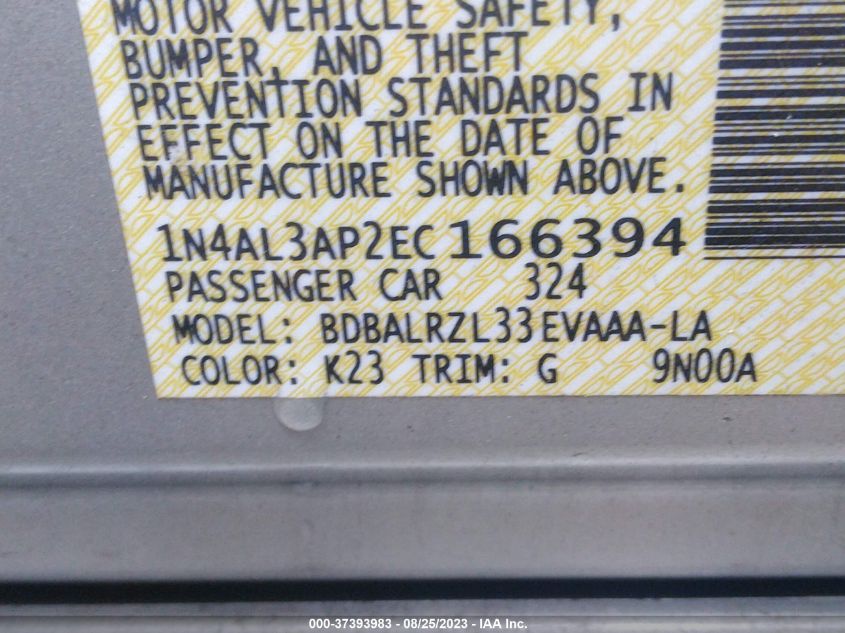 MOTOR VEHICLE SAFETY,
BUMPER, AND THEFT
PREVENTION STANDARDS IN
EFFECT ON THE DATE OF
MANUFACTURE SHOWN ABOVE.
1N4AL3AP2EC166394
PASSENGER CAR 324
MODEL: BDBALRZL33EVAAA-LA
COLOR: K23 TRIM: G 9N00A
000-37393983 - 08/25/2023 - IAA Inc.